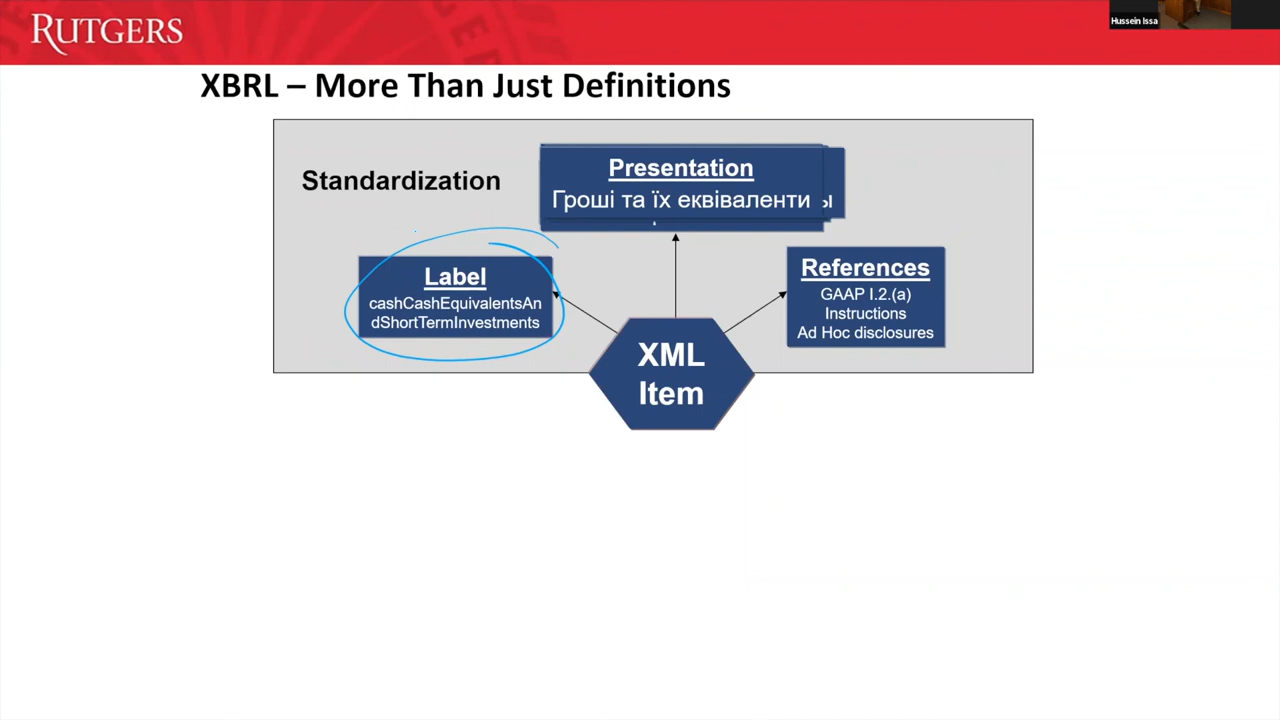 RUTGERS
Hussein Issa
XBRL – More Than Just Definitions
Standardization
Presentation
Гроші та їх еквіваленти ы
Label
cashCashEquivalentsAn
dShortTermInvestments
References
GAAP I.2.(a)
Instructions
Ad Hoc disclosures
XML
Item